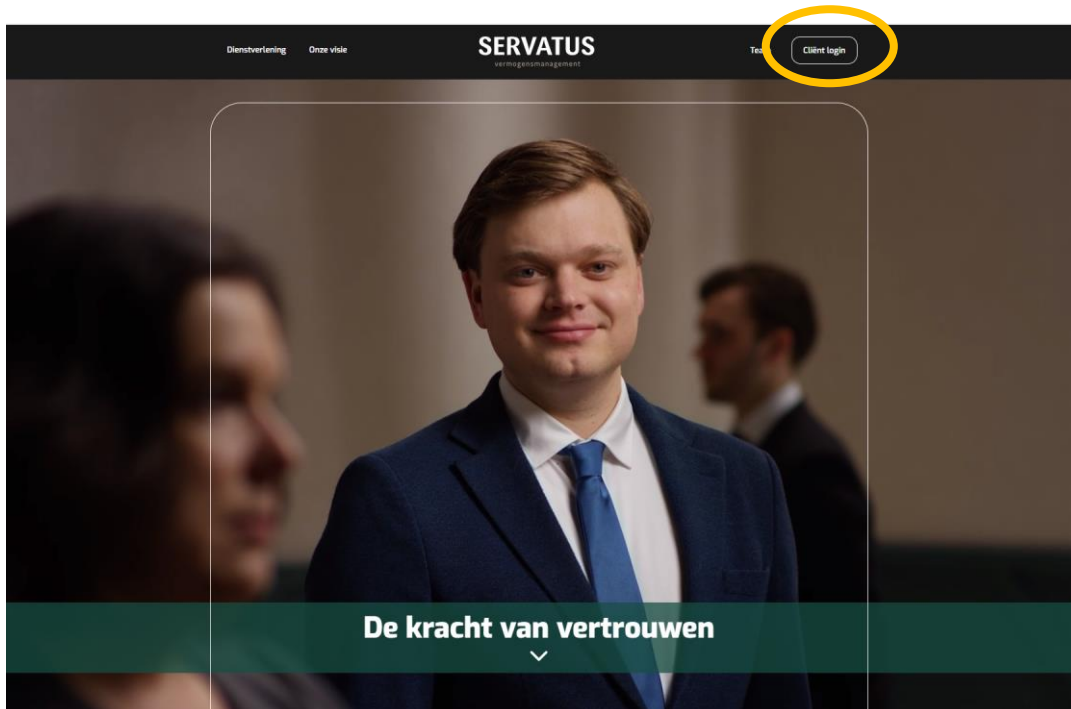 Dienstverlening Onze visie
SERVATUS
vermogensmanagement
Cliënt login
De kracht van vertrouwen